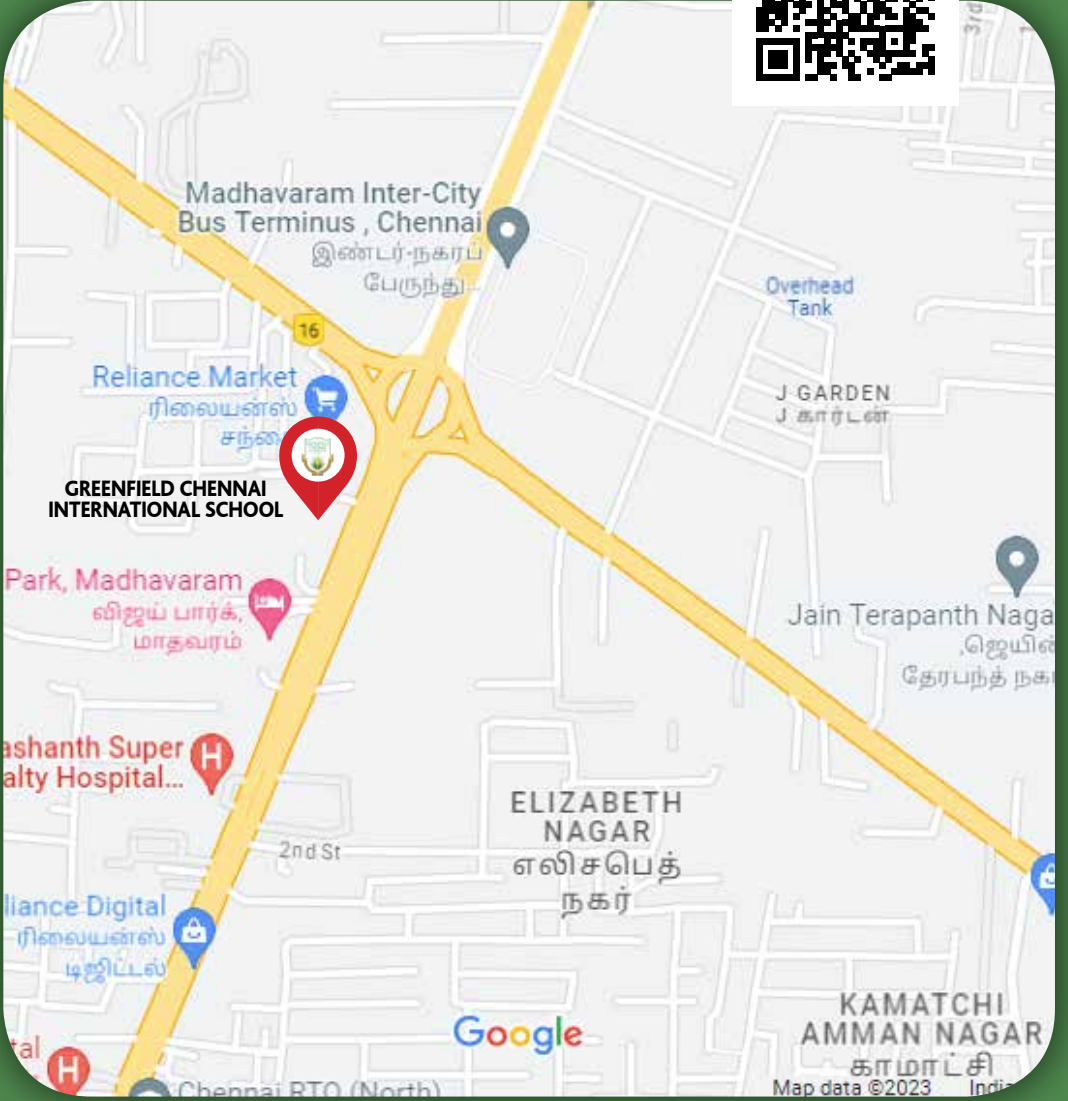 3rd
Madhavaram Inter-City
Bus Terminus , Chennai
இண்டர்-நகரப்
பேருந்து...
Overhead
Tank
16
Reliance Market
ரிலையன்ஸ்
J GARDEN
J கார்டன்
GREENFIELD CHENNAI
INTERNATIONAL SCHOOL
Park, Madhavaram
விஜய் பார்க்,
மாதவரம்
Jain Terapanth Naga
,ஜெயின்
தேரபந்த் நக
ashanth Super
alty Hospital...
H
ELIZABETH
NAGAR
எலிசபெத்
நகர்
2nd St
liance Digital
ரிலையன்ஸ்
டிஜிட்டல்
KAMATCHI
AMMAN NAGAR
காமாட்சி
Google
tal
H
Chennai RTO (North)
Map data ©2023